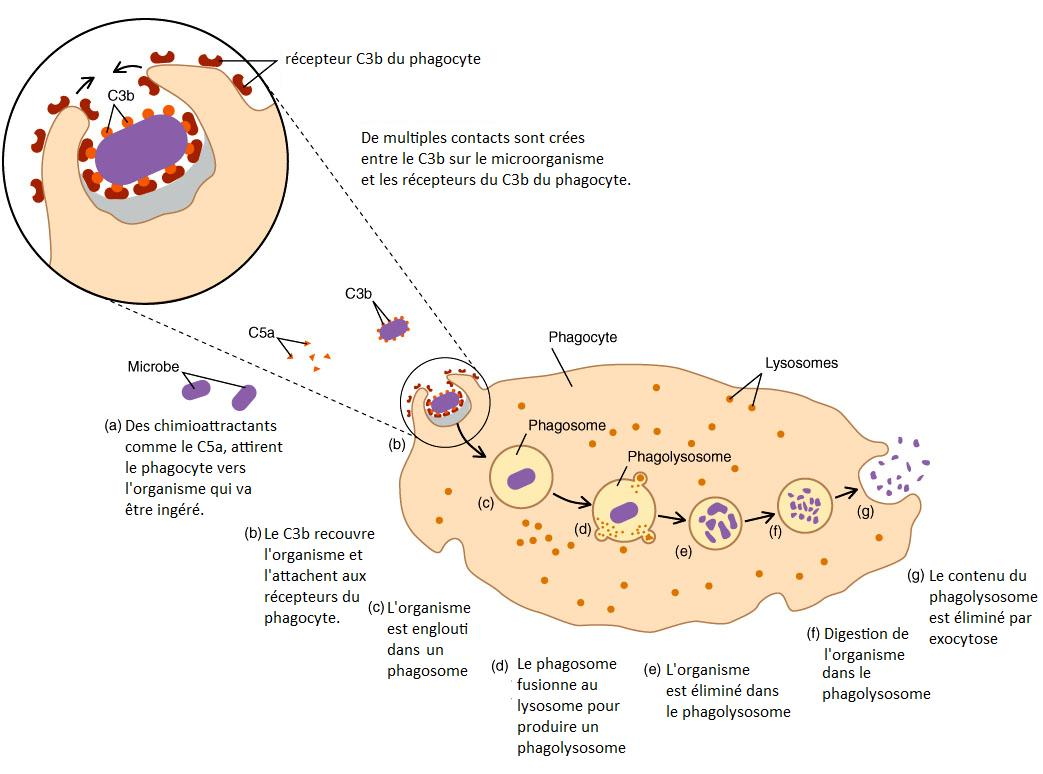 récepteur C3b du phagocyte
C3b
De multiples contacts sont crées
entre le C3b sur le microorganisme
et les récepteurs du C3b du phagocyte.
C3b
C5a
Microbe
Phagocyte
Lysosomes
Phagosome
Phagolysosome
(b)
(c)
(d)
(e)
(f)
(g)
(a) Des chimioattractants
comme le C5a, attirent
le phagocyte vers
l'organisme qui va
être ingéré.
(b) Le C3b recouvre
l'organisme et
l'attachent aux
récepteurs du
phagocyte.
(c) L'organisme
est englouti
dans un
phagosome
(d) Le phagosome
fusionne au
lysosome pour
produire un
phagolysosome
(e) L'organisme
est éliminé dans
le phagolysosome
(f) Digestion de
l'organisme
dans le
phagolysosome
(g) Le contenu du
phagolysosome
est éliminé par
exocytose